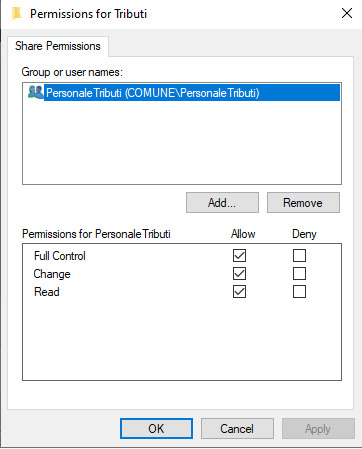 Permissions for Tributi
Share Permissions
Group or user names:
PersonaleTributi (COMUNE\PersonaleTributi)
Add... Remove
Permissions for PersonaleTributi Allow Deny
Full Control
Change
Read
OK Cancel Apply